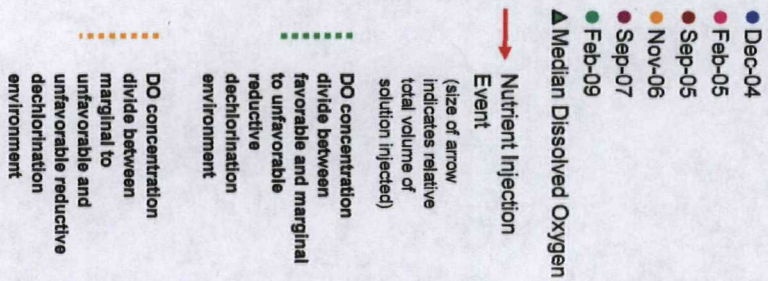 Dec-04
Feb-05
Sep-05
Nov-06
Sep-07
Feb-09
Median Dissolved Oxygen
Nutrient Injection
Event
(size of arrow
indicates relative
total volume of
solution injected)
DO concentration
divide between
favorable and marginal
to unfavorable
reductive
dechlorination
environment
DO concentration
divide between
marginal to
unfavorable and
unfavorable reductive
dechlorination
environment